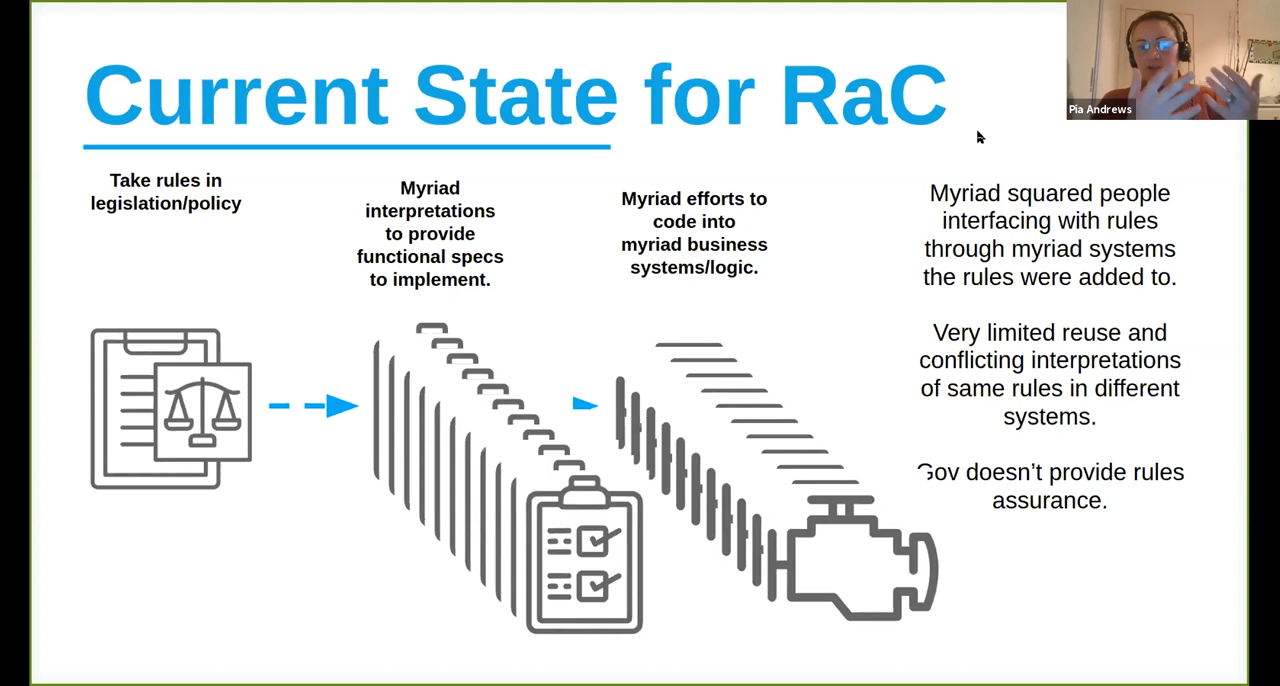 Current State for RaC
Pia Andrews
Take rules in
legislation/policy
Myriad
interpretations
to provide
functional specs
to implement.
Myriad efforts to
code into
myriad business
systems/logic.
Myriad squared people
interfacing with rules
through myriad systems
the rules were added to.
Very limited reuse and
conflicting interpretations
of same rules in different
systems.
Gov doesn’t provide rules
assurance.